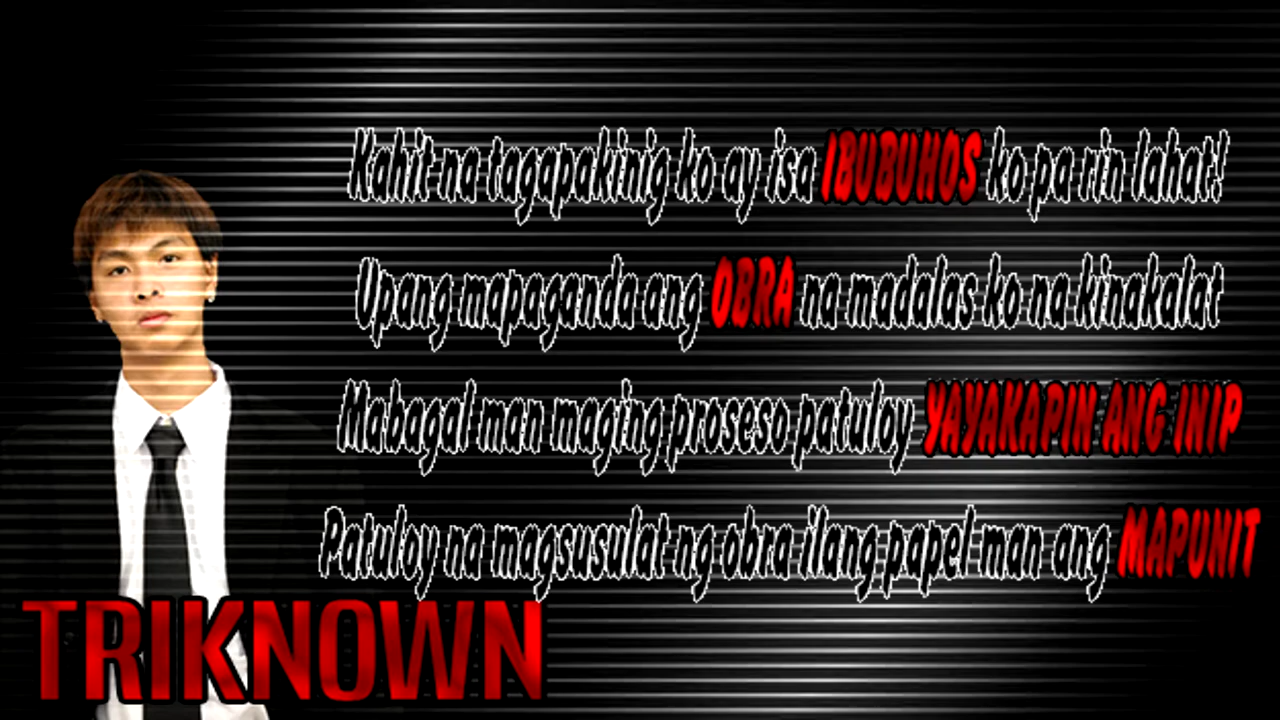 Kahit na tagapakinig ko ay isa IBUBUHOS ko pa rin lahat!
Upang mapaganda ang OBRA na madalas ko na kinakalat
Mabagal man maging proseso patuloy YAYAKAPIN ANG INIP
Patuloy na magsusulat ng obra ilang papel man ang MAPUNIT
TRIKNOWN